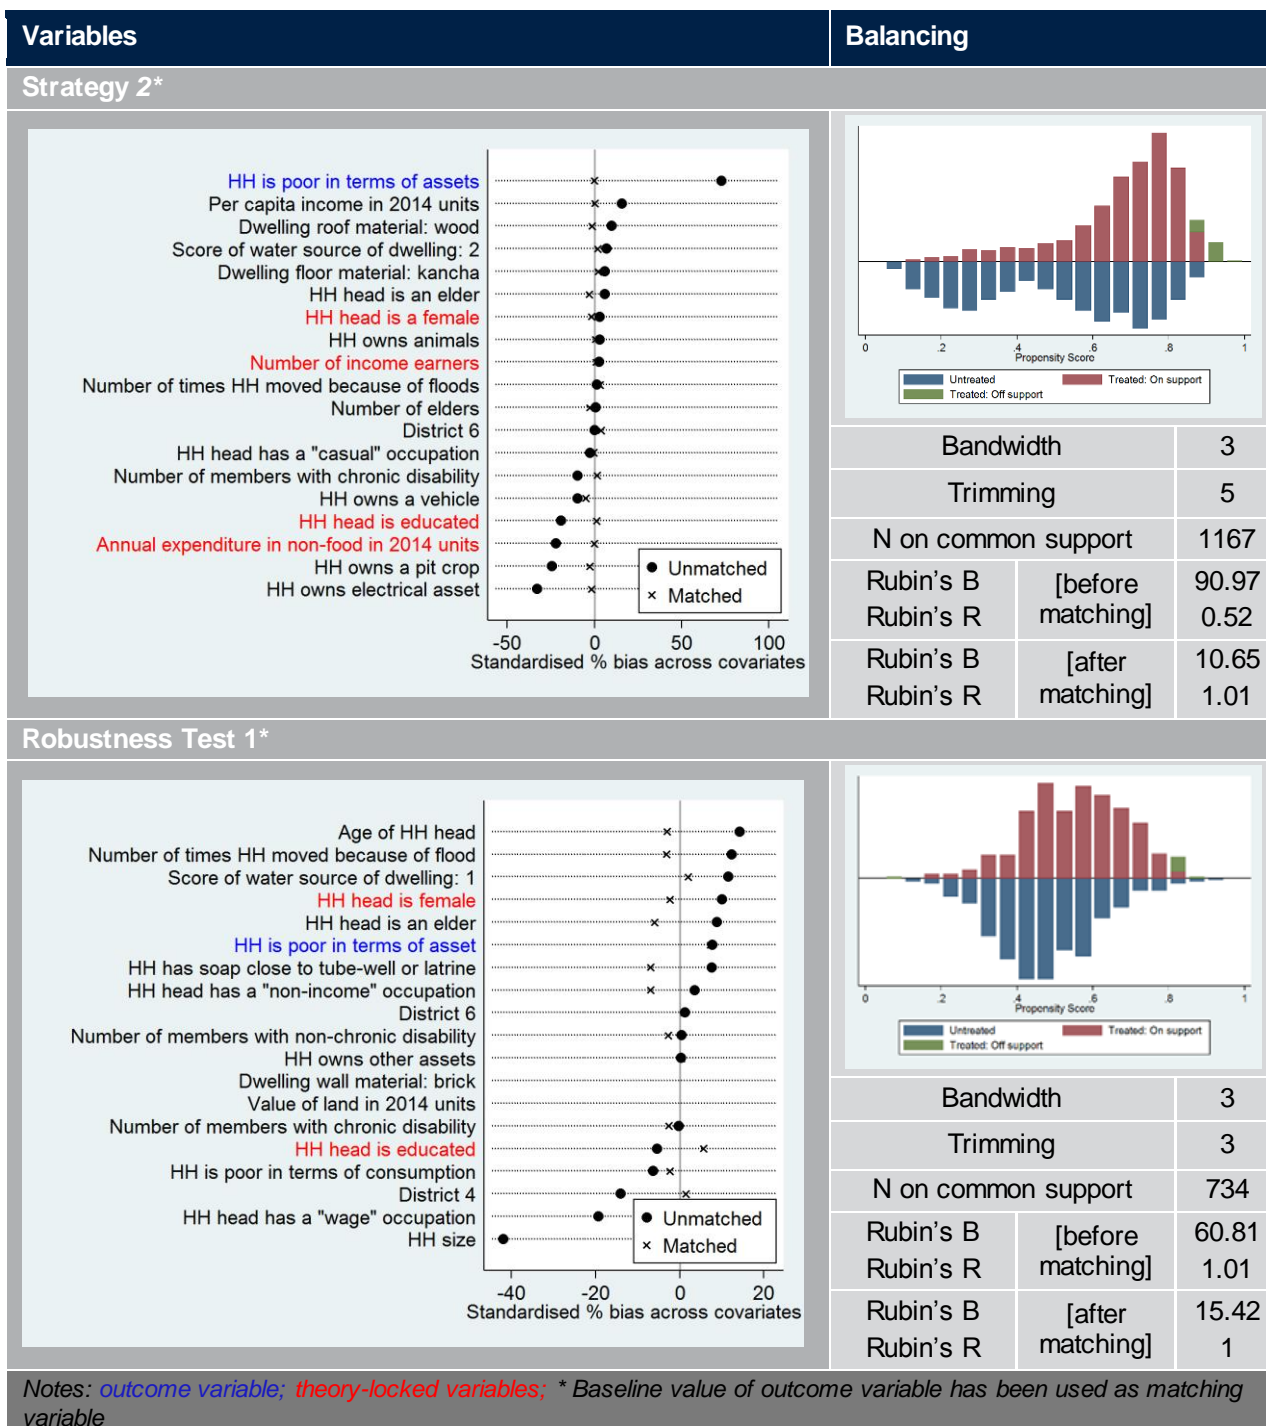 Variables
Balancing
Strategy 2*
HH is poor in terms of assets
Per capita income in 2014 units
Dwelling roof material: wood
Score of water source of dwelling: 2
Dwelling floor material: kancha
HH head is an elder
HH head is a female
HH owns animals
Number of income earners
Number of times HH moved because of floods
Number of elders
District 6
HH head has a "casual" occupation
Number of members with chronic disability
HH owns a vehicle
HH head is educated
Annual expenditure in non-food in 2014 units
HH owns a pit crop
HH owns electrical asset
Unmatched
Matched
-50 0 50 100
Standardised % bias across covariates
0 .2 .4 .6 .8 1
Propensity Score
Untreated Treated: On support
Treated: Off support
Bandwidth 3
Trimming 5
N on common support 1167
Rubin's B [before matching] 90.97
Rubin's R 0.52
Rubin's B [after matching] 10.65
Rubin's R 1.01
Robustness Test 1*
Age of HH head
Number of times HH moved because of flood
Score of water source of dwelling: 1
HH head is female
HH head is an elder
HH is poor in terms of asset
HH has soap close to tube-well or latrine
HH head has a "non-income" occupation
District 6
Number of members with non-chronic disability
HH owns other assets
Dwelling wall material: brick
Value of land in 2014 units
Number of members with chronic disability
HH head is educated
HH is poor in terms of consumption
District 4
HH head has a "wage" occupation
HH size
Unmatched
Matched
-40 -20 0 20
Standardised % bias across covariates
0 .2 .4 .6 .8 1
Propensity Score
Untreated Treated: On support
Treated: Off support
Bandwidth 3
Trimming 3
N on common support 734
Rubin's B [before matching] 60.81
Rubin's R 1.01
Rubin's B [after matching] 15.42
Rubin's R 1
Notes: outcome variable; theory-locked variables; * Baseline value of outcome variable has been used as matching
variable